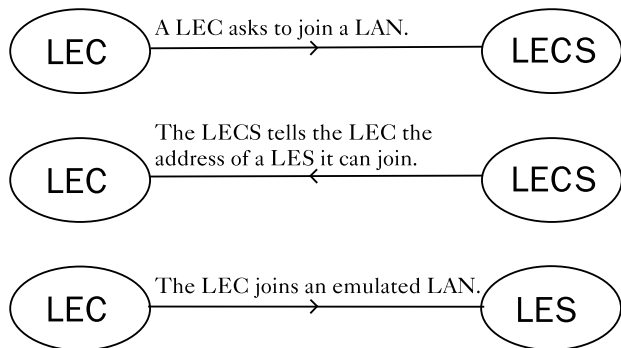 A LEC asks to join a LAN.
LEC LECS
The LECS tells the LEC the
address of a LES it can join.
LEC LECS
The LEC joins an emulated LAN.
LEC LES